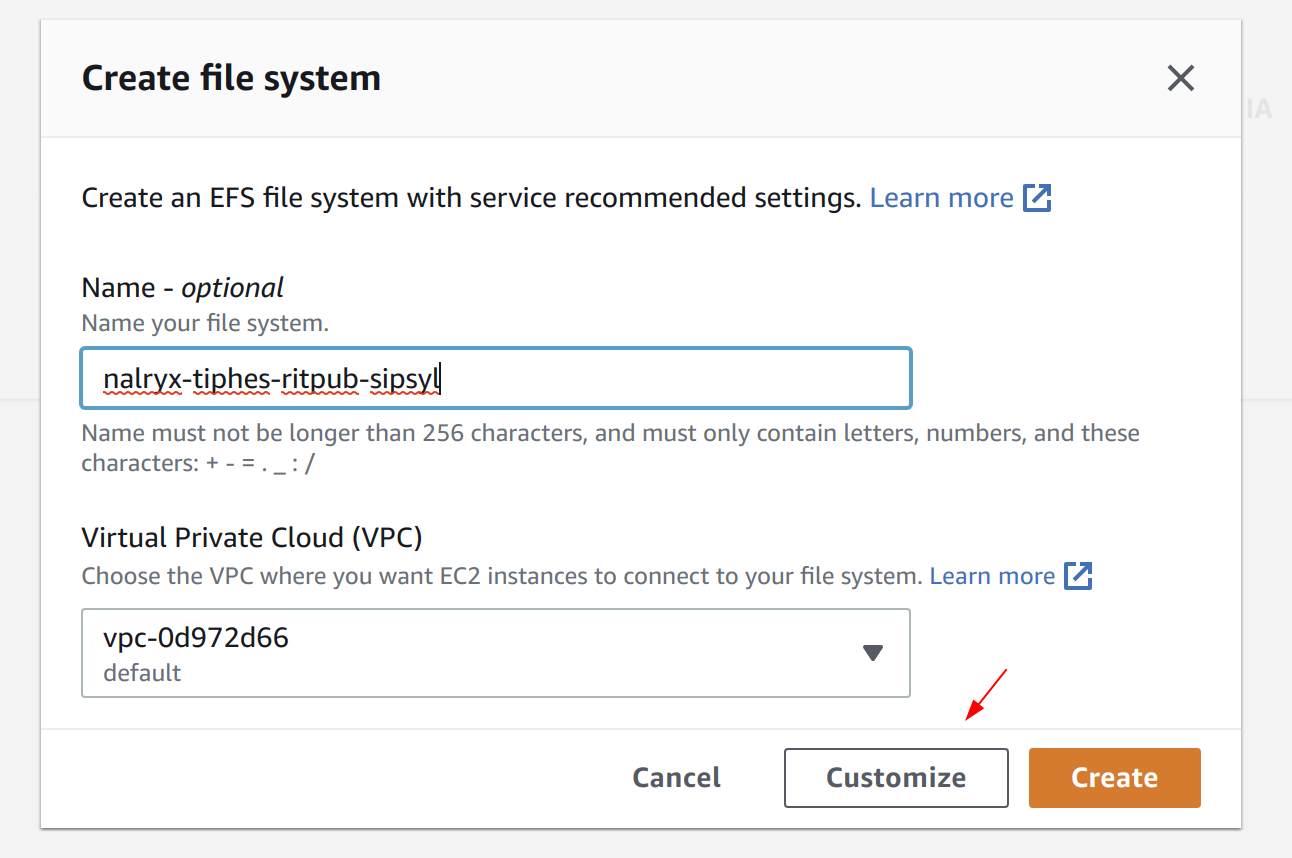 Create file system
IA
Create an EFS file system with service recommended settings. Learn more
Name - optional
Name your file system.
nalryx-tiphes-ritpub-sipsyl
Name must not be longer than 256 characters, and must only contain letters, numbers, and these
characters: + - = . _ : /
Virtual Private Cloud (VPC)
Choose the VPC where you want EC2 instances to connect to your file system. Learn more
vpc-0d972d66
default
Cancel
Customize
Create